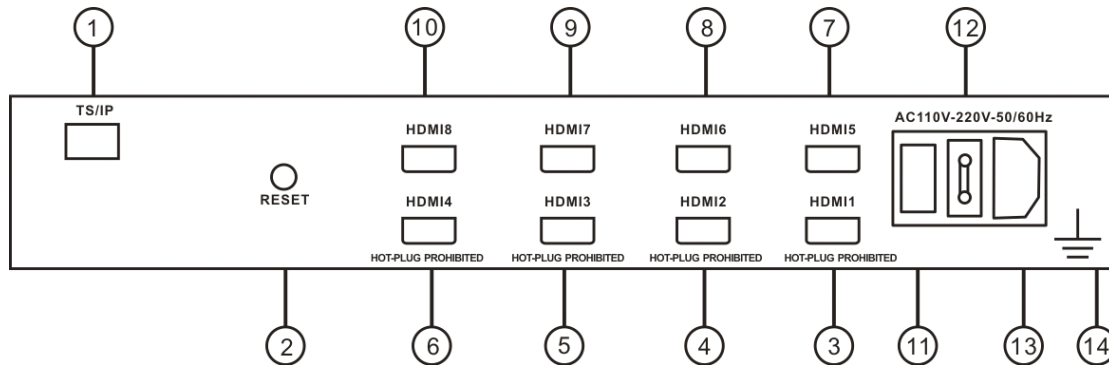 1 10 9 8 7 12
TS/IP
AC110V-220V-50/60Hz
HDMI8 HDMI7 HDMI6 HDMI5
RESET
HDMI4 HDMI3 HDMI2 HDMI1
HOT-PLUG PROHIBITED HOT-PLUG PROHIBITED HOT-PLUG PROHIBITED HOT-PLUG PROHIBITED
2 6 5 4 3 11 13 14